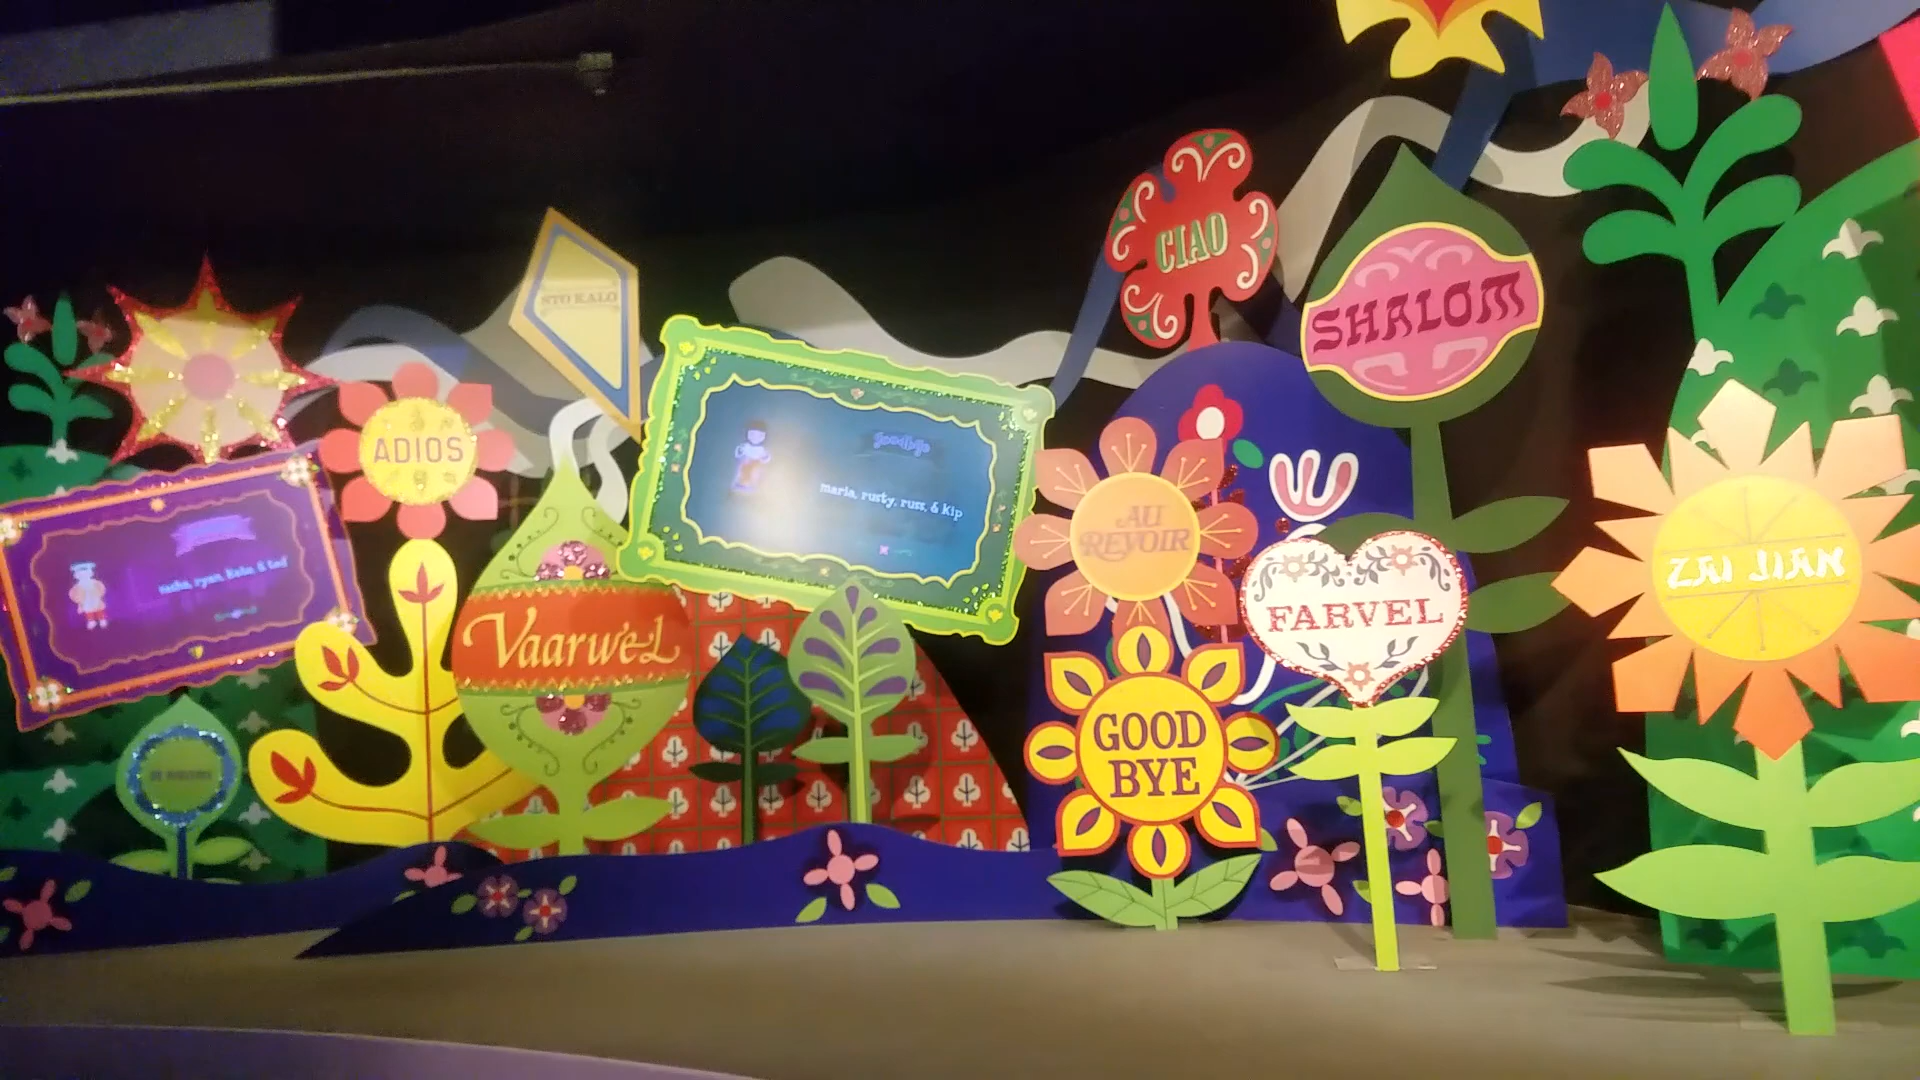 STO KALO
CIAO
SHALOM
ADIOS
goodbye
maria, rusty, russ, & kip
AU
REVOIR
ZAI JIAN
FARVEL
Vaarwel
GOOD
BYE